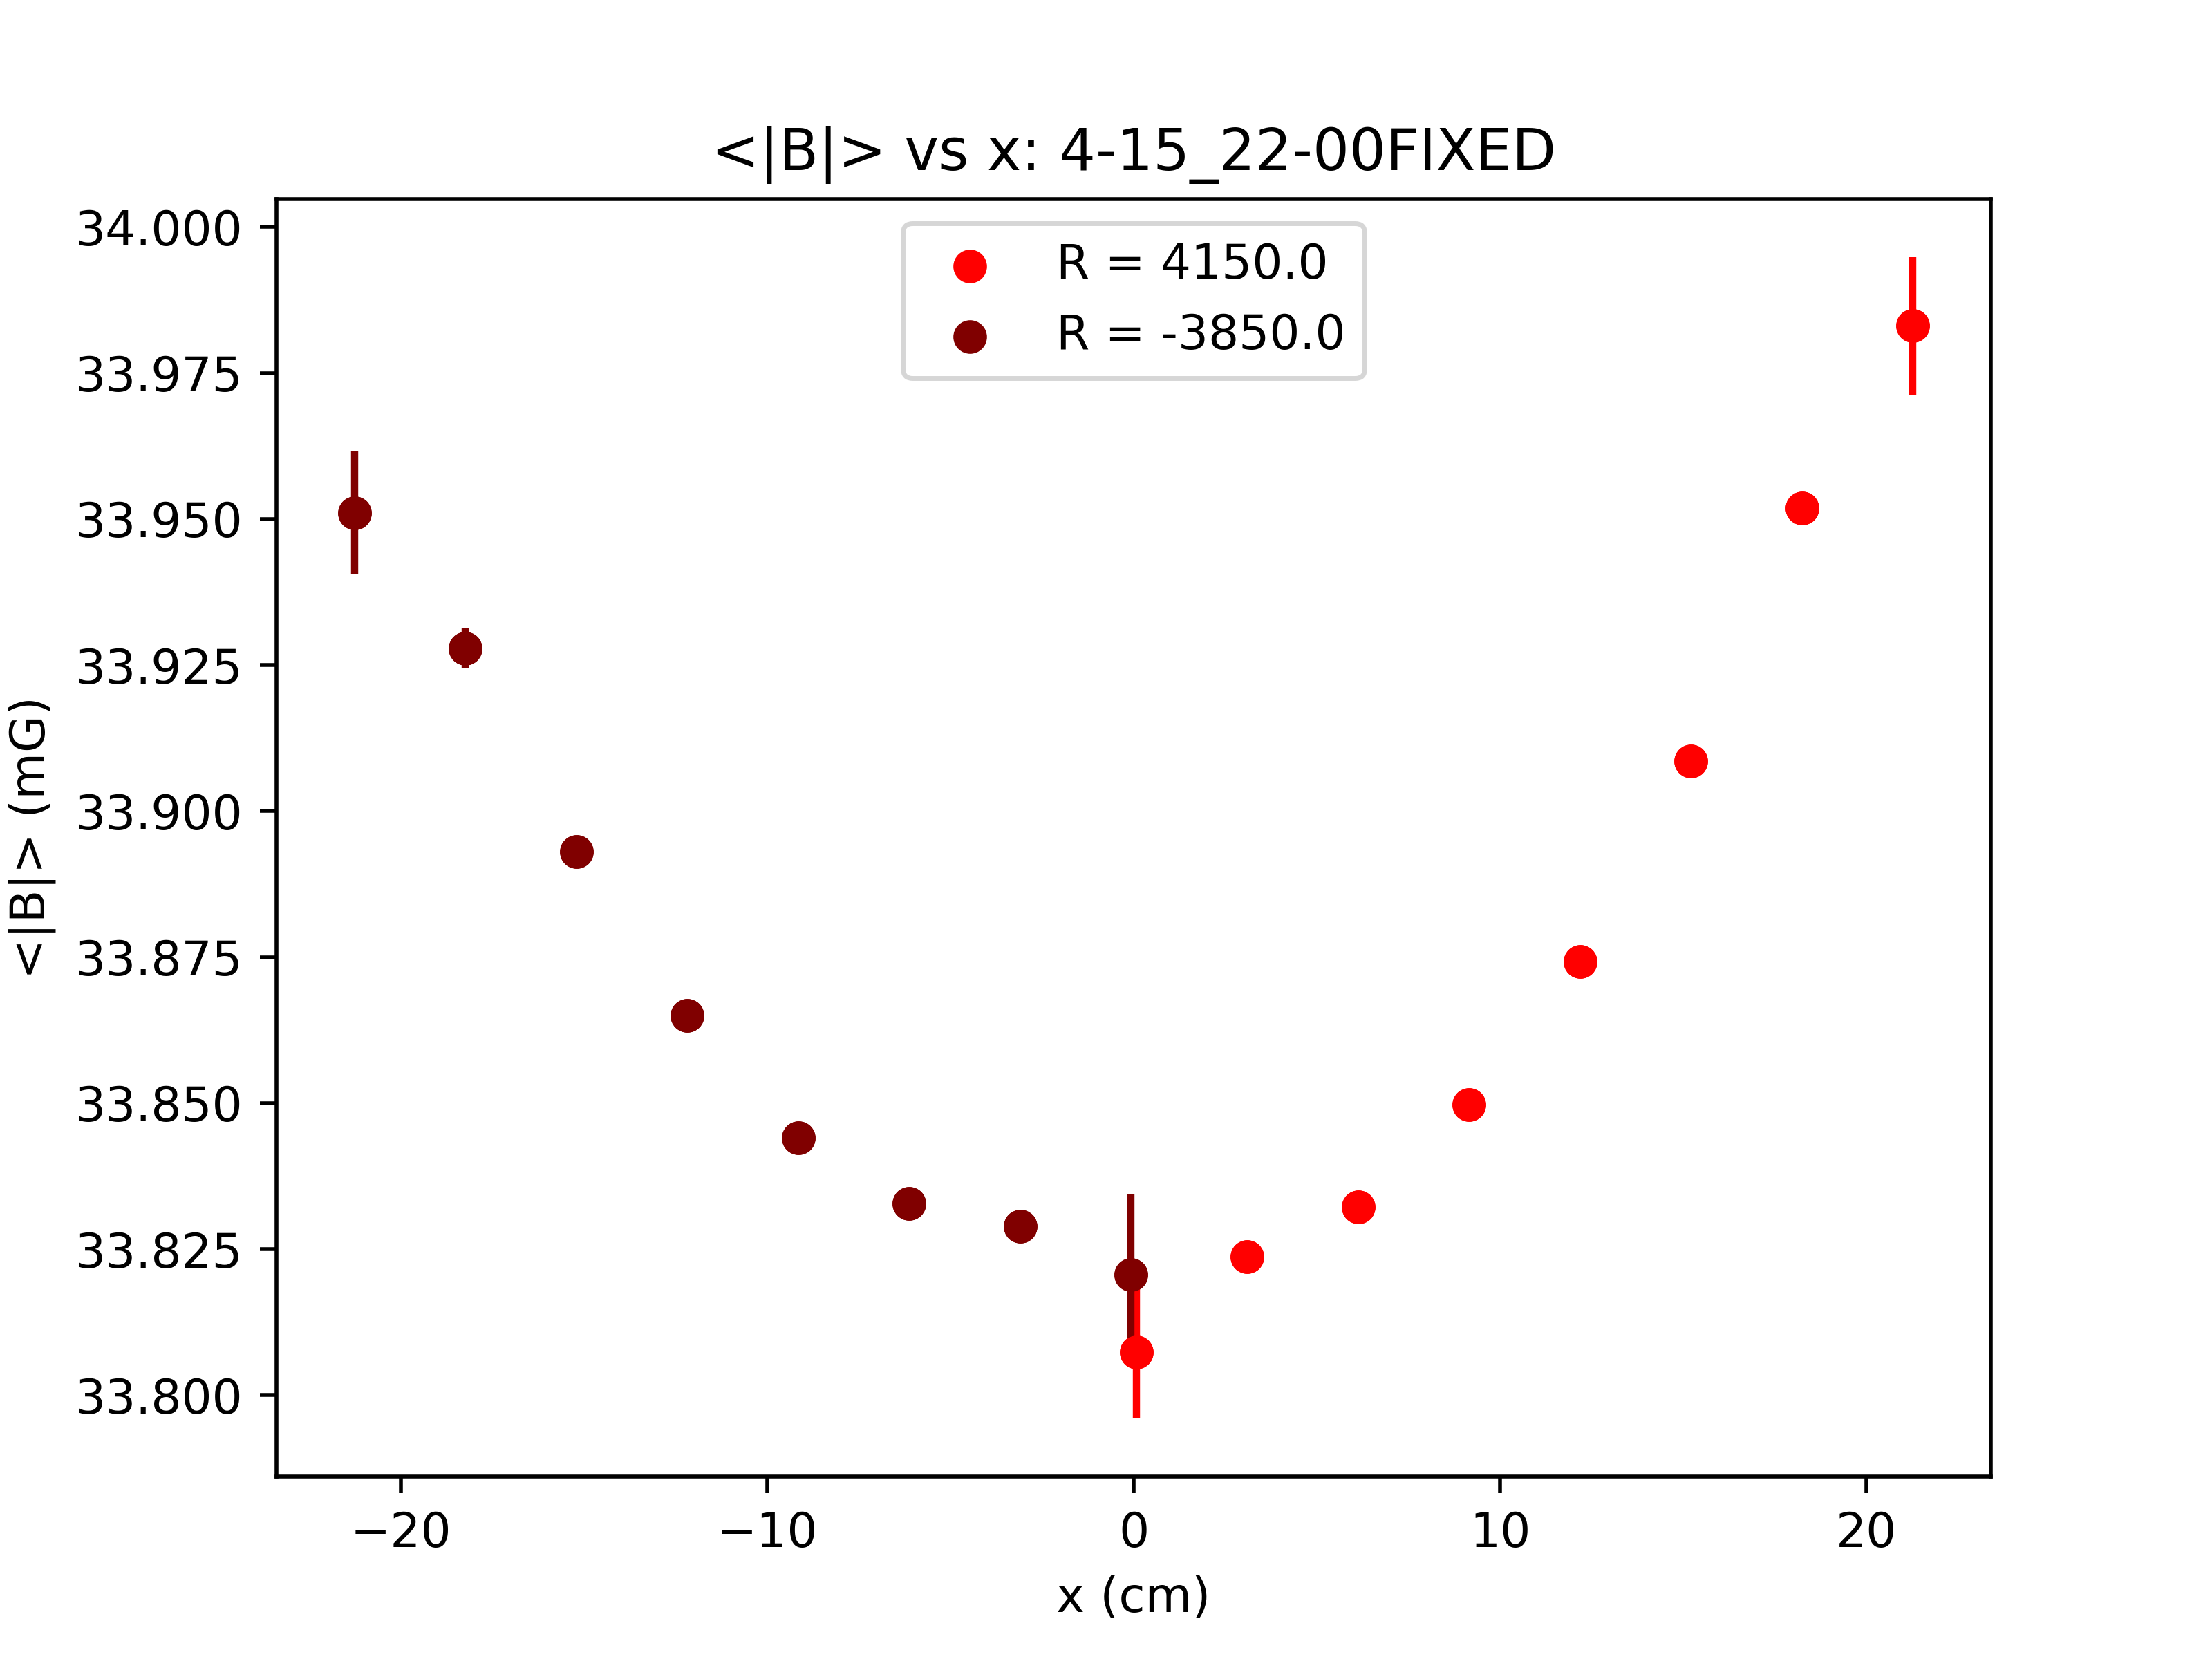 <|B|> vs x: 4-15_22-00FIXED
R = 4150.0
R = -3850.0
34.000
33.975
33.950
33.925
33.900
33.875
33.850
33.825
33.800
<|B|> (mG)
−20
−10
0
10
20
x (cm)